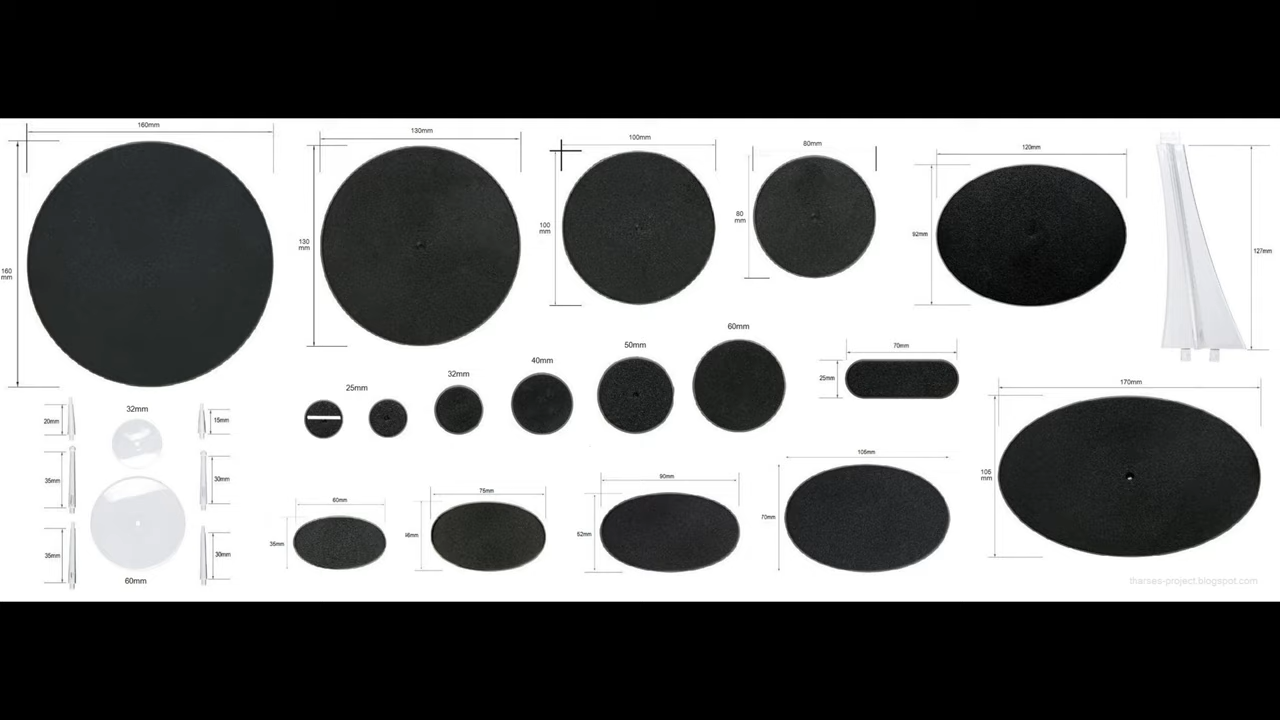 160mm
130mm
100mm
80mm
120mm
160
mm
130
mm
100
mm
80
mm
92mm
127mm
60mm
50mm
40mm
32mm
25mm
70mm
25mm
170mm
105
mm
32mm
20mm
15mm
35mm
30mm
35mm
30mm
60mm
60mm
35mm
75mm
90mm
52mm
105mm
70mm
tharses-project.blogspot.com